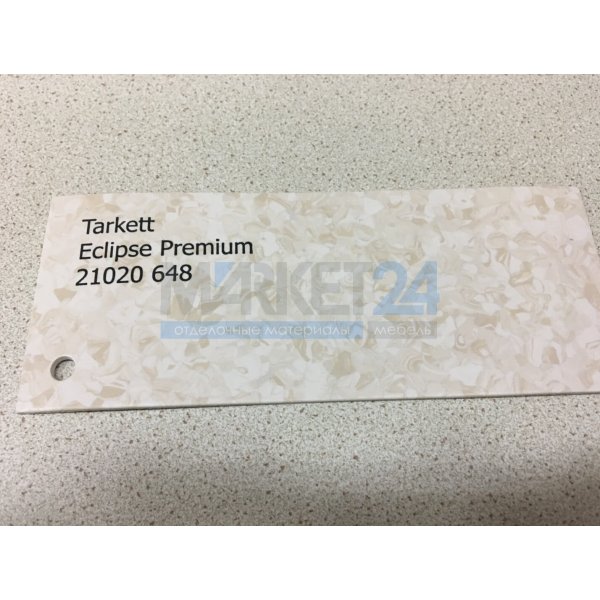 Tarkett
Eclipse Premium
21020 648
MARKET24
отделочные материалы мебель